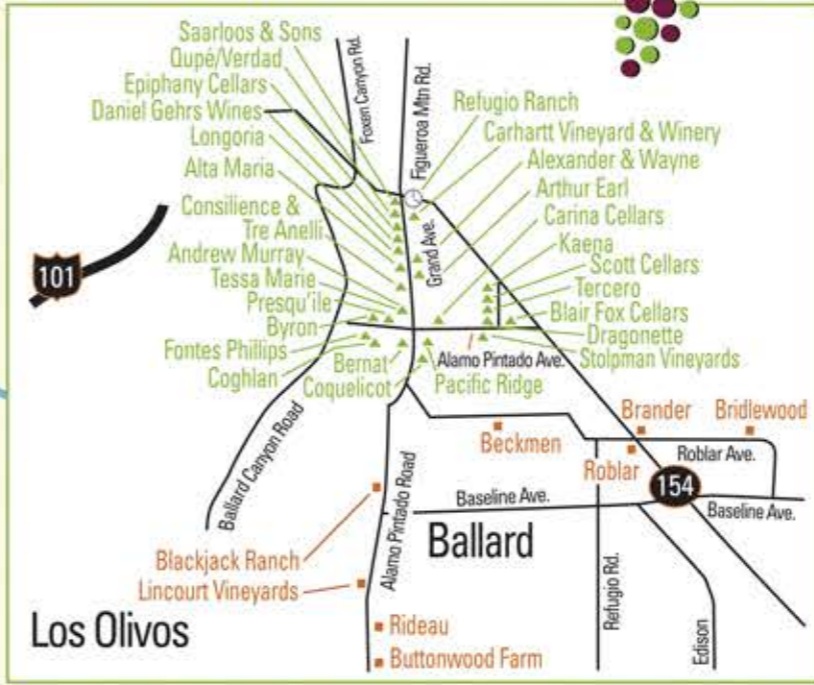 Saarloos & Sons
Qupé/Verdad
Epiphany Cellars
Daniel Gehrs Wines
Longoria
Alta Maria
Consilience &
Tre Anelli
Andrew Murray
Tessa Marie
Presqu'ile
Byron
Fontes Phillips
Coghlan
Bernat
Coquelicot
Foxen Canyon Rd.
Figueroa Mtn Rd.
Refugio Ranch
Carhartt Vineyard & Winery
Alexander & Wayne
Arthur Earl
Carina Cellars
Kaena
Scott Cellars
Tercero
Blair Fox Cellars
Dragonette
Stolpman Vineyards
Grand Ave.
Alamo Pintado Ave.
Pacific Ridge
101
Ballard Canyon Road
Beckmen
Brander
Bridlewood
Roblar
Roblar Ave.
154
Baseline Ave.
Baseline Ave.
Alamo Pintado Road
Ballard
Blackjack Ranch
Lincourt Vineyards
Refugio Rd.
Edison
Los Olivos
Rideau
Buttonwood Farm